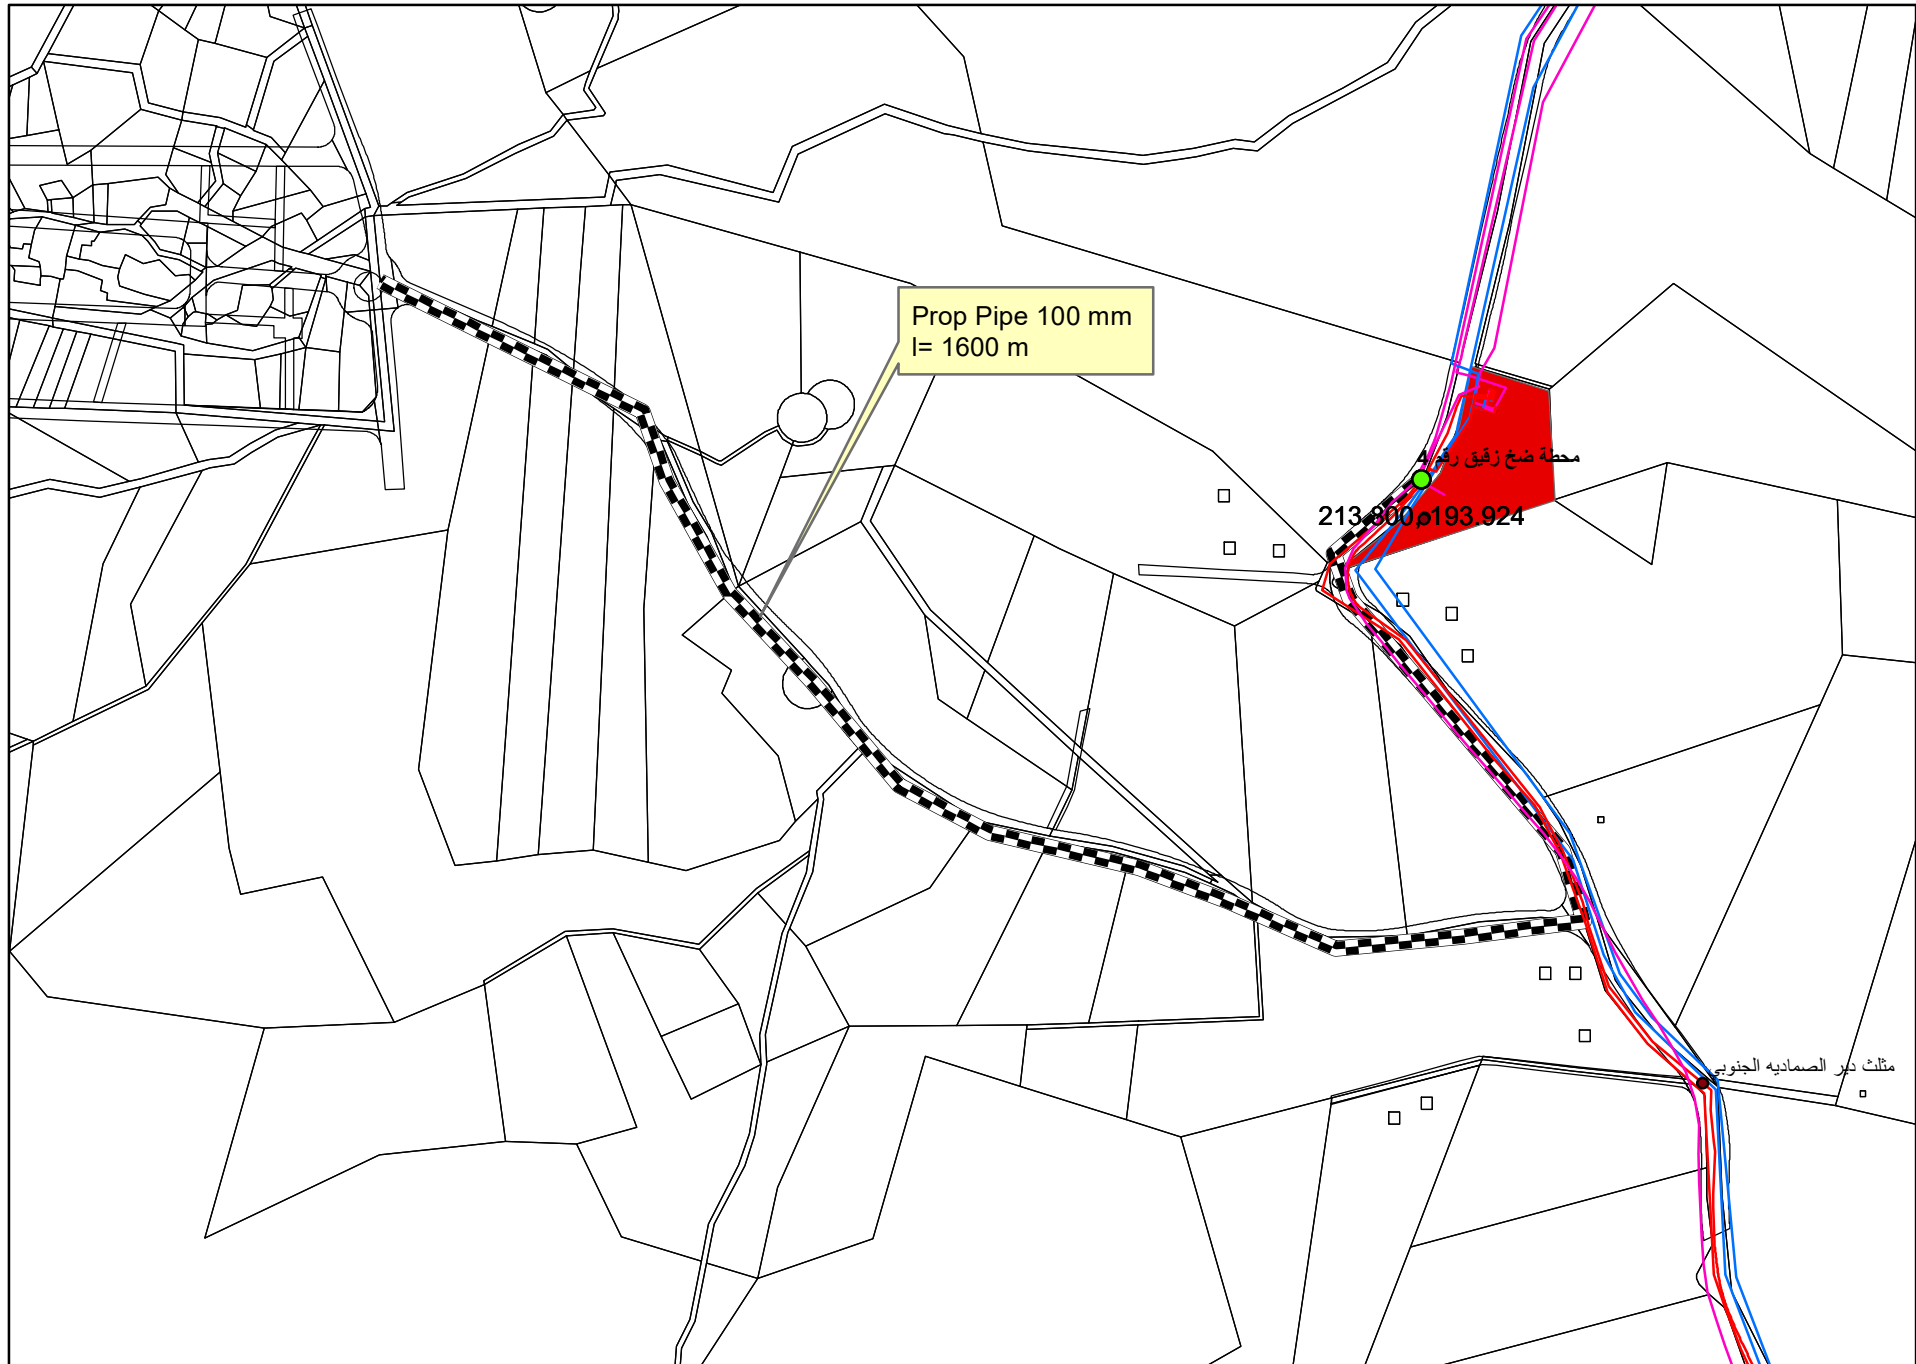 Prop Pipe 100 mm
l= 1600 m
محطة ضخ زقيق رقم 4
213.800م193.924
مثلث دير الصماديه الجنوبي